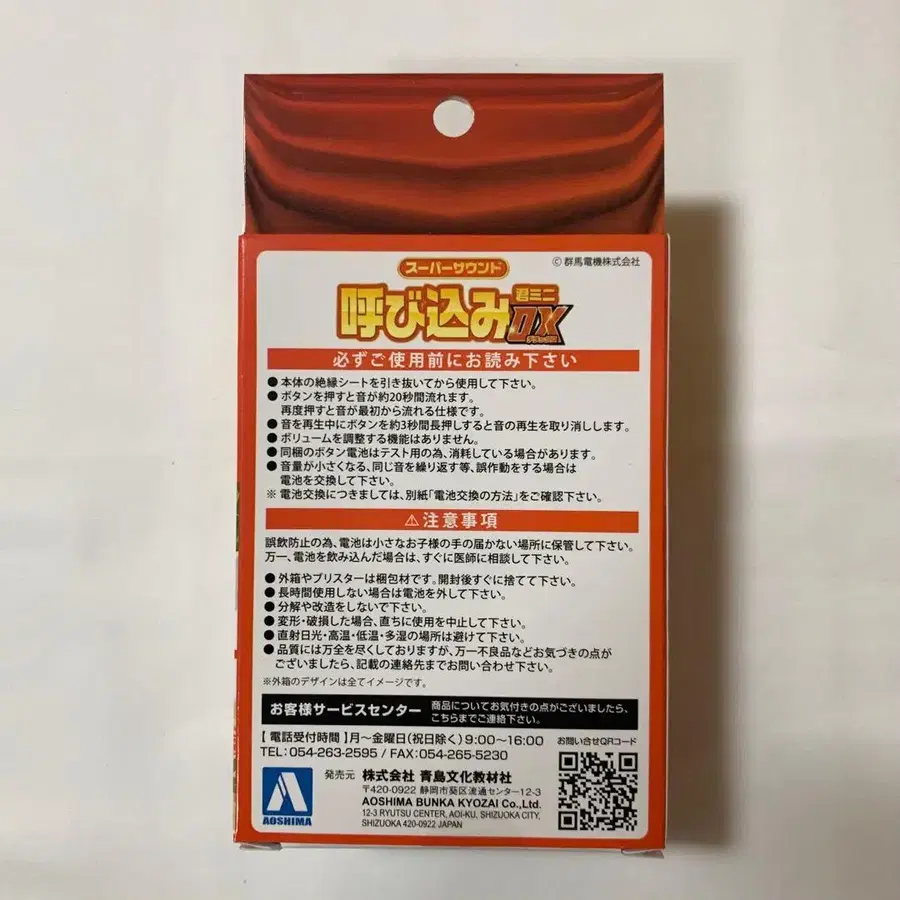 © 群馬電機株式会社
スーパーサウンド
呼び込み君ミニDX
デラックス
必ずご使用前にお読み下さい
● 本体の絶縁シートを引き抜いてから使用して下さい。
● ボタンを押すと音が約20秒間流れます。
再度押すと音が最初から流れる仕様です。
● 音を再生中にボタンを約3秒間長押しすると音の再生を取り消しします。
● ボリュームを調整する機能はありません。
● 同梱のボタン電池はテスト用の為、消耗している場合があります。
● 音量が小さくなる、同じ音を繰り返す等、誤作動をする場合は
電池を交換して下さい。
※ 電池交換につきましては、別紙「電池交換の方法」をご確認下さい。
⚠注意事項
誤飲防止の為、電池は小さなお子様の手の届かない場所に保管して下さい。
万一、電池を飲み込んだ場合は、すぐに医師に相談して下さい。
● 外箱やブリスターは梱包材です。開封後すぐに捨てて下さい。
● 長時間使用しない場合は電池を外して下さい。
● 分解や改造をしないで下さい。
● 変形・破損した場合、直ちに使用を中止して下さい。
● 直射日光・高温・低温・多湿の場所は避けて下さい。
● 品質には万全を尽くしておりますが、万一不良品などお気づきの点が
ございましたら、記載の連絡先までお問い合わせ下さい。
※外箱のデザインは全てイメージです。
お客様サービスセンター
商品についてお気付きの点がございましたら、
こちらまでご連絡下さい。
【 電話受付時間 】月〜金曜日(祝日除く) 9:00〜16:00
TEL:054-263-2595 / FAX:054-265-5230
お問い合せQRコード
AOSHIMA
発売元 株式会社 青島文化教材社
〒420-0922 静岡市葵区流通センター12-3
AOSHIMA BUNKA KYOZAI Co.,Ltd.
12-3 RYUTSU CENTER, AOI-KU, SHIZUOKA CITY,
SHIZUOKA 420-0922 JAPAN